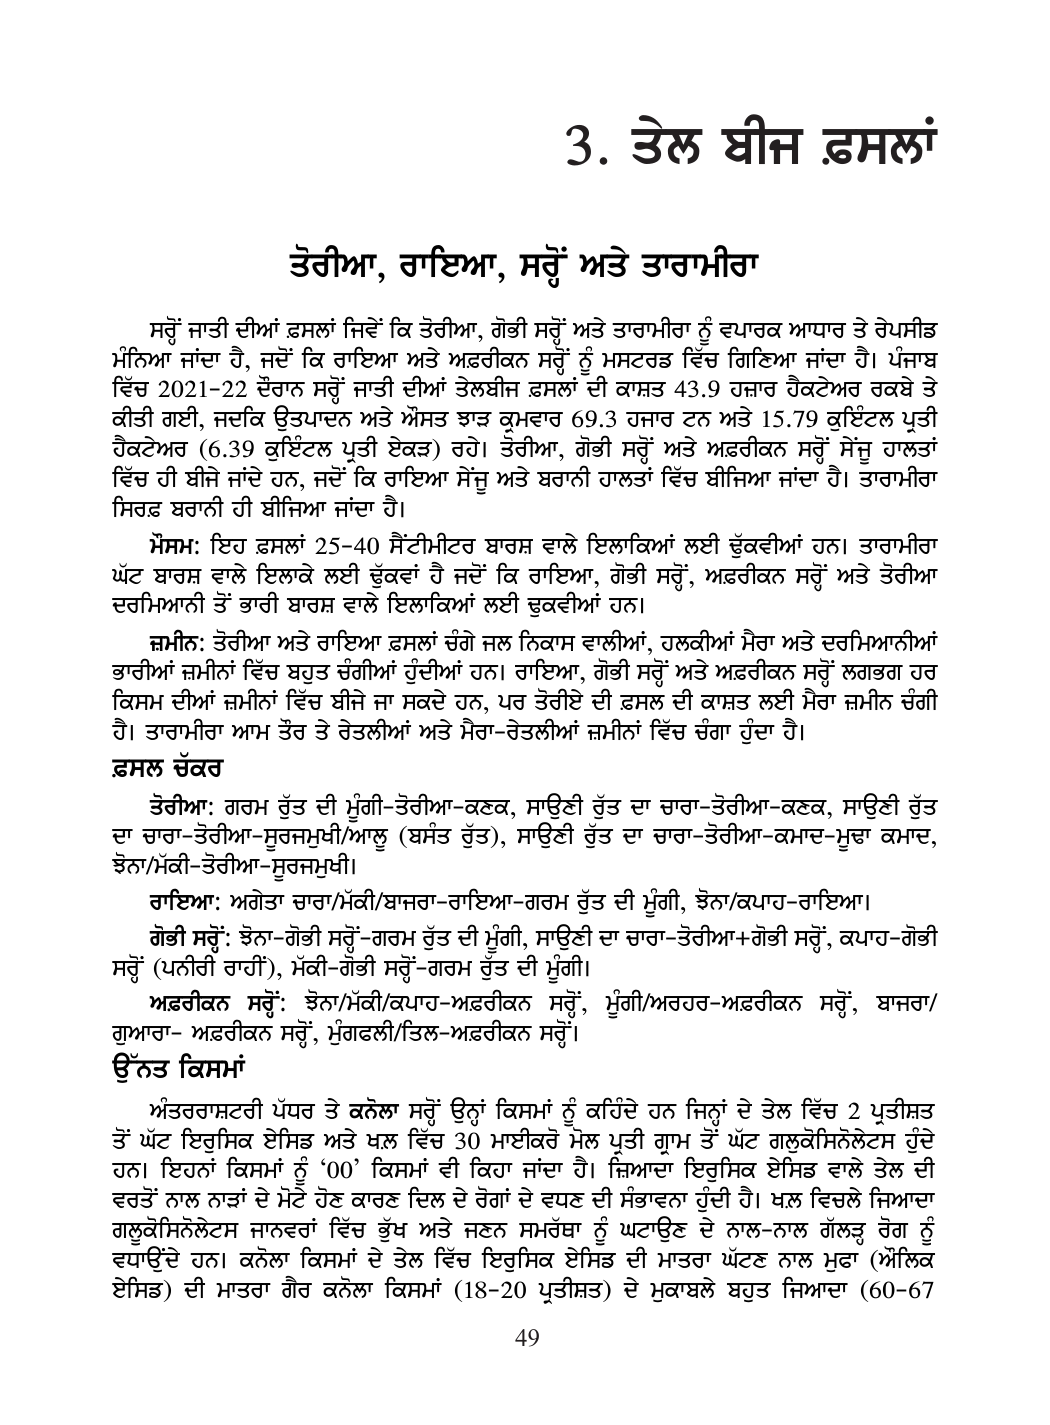 3. ਤੇਲ ਬੀਜ ਫ਼ਸਲਾਂ
ਤੋਰੀਆ, ਰਾਇਆ, ਸਰ੍ਹੋਂ ਅਤੇ ਤਾਰਾਮੀਰਾ
ਸਰ੍ਹੋਂ ਜਾਤੀ ਦੀਆਂ ਫ਼ਸਲਾਂ ਜਿਵੇਂ ਕਿ ਤੋਰੀਆ, ਗੋਭੀ ਸਰ੍ਹੋਂ ਅਤੇ ਤਾਰਾਮੀਰਾ ਨੂੰ ਵਪਾਰਕ ਆਧਾਰ ਤੇ ਰੇਪਸੀਡ
ਮੰਨਿਆ ਜਾਂਦਾ ਹੈ, ਜਦੋਂ ਕਿ ਰਾਇਆ ਅਤੇ ਅਫ਼ਰੀਕਨ ਸਰ੍ਹੋਂ ਨੂੰ ਮਸਟਰਡ ਵਿੱਚ ਗਿਣਿਆ ਜਾਂਦਾ ਹੈ। ਪੰਜਾਬ
ਵਿੱਚ 2021-22 ਦੌਰਾਨ ਸਰ੍ਹੋਂ ਜਾਤੀ ਦੀਆਂ ਤੇਲਬੀਜ ਫ਼ਸਲਾਂ ਦੀ ਕਾਸ਼ਤ 43.9 ਹਜ਼ਾਰ ਹੈਕਟੇਅਰ ਰਕਬੇ ਤੇ
ਕੀਤੀ ਗਈ, ਜਦਕਿ ਉਤਪਾਦਨ ਅਤੇ ਔਸਤ ਝਾੜ ਕ੍ਰਮਵਾਰ 69.3 ਹਜਾਰ ਟਨ ਅਤੇ 15.79 ਕੁਇੰਟਲ ਪ੍ਰਤੀ
ਹੈਕਟੇਅਰ (6.39 ਕੁਇੰਟਲ ਪ੍ਰਤੀ ਏਕੜ) ਰਹੇ। ਤੋਰੀਆ, ਗੋਭੀ ਸਰ੍ਹੋਂ ਅਤੇ ਅਫ਼ਰੀਕਨ ਸਰ੍ਹੋਂ ਸੇਂਜੂ ਹਾਲਤਾਂ
ਵਿੱਚ ਹੀ ਬੀਜੇ ਜਾਂਦੇ ਹਨ, ਜਦੋਂ ਕਿ ਰਾਇਆ ਸੇਂਜੂ ਅਤੇ ਬਰਾਨੀ ਹਾਲਤਾਂ ਵਿੱਚ ਬੀਜਿਆ ਜਾਂਦਾ ਹੈ। ਤਾਰਾਮੀਰਾ
ਸਿਰਫ਼ ਬਰਾਨੀ ਹੀ ਬੀਜਿਆ ਜਾਂਦਾ ਹੈ।
ਮੌਸਮ: ਇਹ ਫ਼ਸਲਾਂ 25-40 ਸੈਂਟੀਮੀਟਰ ਬਾਰਸ਼ ਵਾਲੇ ਇਲਾਕਿਆਂ ਲਈ ਢੁੱਕਵੀਆਂ ਹਨ। ਤਾਰਾਮੀਰਾ
ਘੱਟ ਬਾਰਸ਼ ਵਾਲੇ ਇਲਾਕੇ ਲਈ ਢੁੱਕਵਾਂ ਹੈ ਜਦੋਂ ਕਿ ਰਾਇਆ, ਗੋਭੀ ਸਰ੍ਹੋਂ, ਅਫ਼ਰੀਕਨ ਸਰ੍ਹੋਂ ਅਤੇ ਤੋਰੀਆ
ਦਰਮਿਆਨੀ ਤੋਂ ਭਾਰੀ ਬਾਰਸ਼ ਵਾਲੇ ਇਲਾਕਿਆਂ ਲਈ ਢੁਕਵੀਆਂ ਹਨ।
ਜ਼ਮੀਨ: ਤੋਰੀਆ ਅਤੇ ਰਾਇਆ ਫ਼ਸਲਾਂ ਚੰਗੇ ਜਲ ਨਿਕਾਸ ਵਾਲੀਆਂ, ਹਲਕੀਆਂ ਮੈਰਾ ਅਤੇ ਦਰਮਿਆਨੀਆਂ
ਭਾਰੀਆਂ ਜ਼ਮੀਨਾਂ ਵਿੱਚ ਬਹੁਤ ਚੰਗੀਆਂ ਹੁੰਦੀਆਂ ਹਨ। ਰਾਇਆ, ਗੋਭੀ ਸਰ੍ਹੋਂ ਅਤੇ ਅਫ਼ਰੀਕਨ ਸਰ੍ਹੋਂ ਲਗਭਗ ਹਰ
ਕਿਸਮ ਦੀਆਂ ਜ਼ਮੀਨਾਂ ਵਿੱਚ ਬੀਜੇ ਜਾ ਸਕਦੇ ਹਨ, ਪਰ ਤੋਰੀਏ ਦੀ ਫ਼ਸਲ ਦੀ ਕਾਸ਼ਤ ਲਈ ਮੈਰਾ ਜ਼ਮੀਨ ਚੰਗੀ
ਹੈ। ਤਾਰਾਮੀਰਾ ਆਮ ਤੌਰ ਤੇ ਰੇਤਲੀਆਂ ਅਤੇ ਮੈਰਾ-ਰੇਤਲੀਆਂ ਜ਼ਮੀਨਾਂ ਵਿੱਚ ਚੰਗਾ ਹੁੰਦਾ ਹੈ।
ਫ਼ਸਲ ਚੱਕਰ
ਤੋਰੀਆ: ਗਰਮ ਰੁੱਤ ਦੀ ਮੂੰਗੀ-ਤੋਰੀਆ-ਕਣਕ, ਸਾਉਣੀ ਰੁੱਤ ਦਾ ਚਾਰਾ-ਤੋਰੀਆ-ਕਣਕ, ਸਾਉਣੀ ਰੁੱਤ
ਦਾ ਚਾਰਾ-ਤੋਰੀਆ-ਸੂਰਜਮੁਖੀ/ਆਲੂ (ਬਸੰਤ ਰੁੱਤ), ਸਾਉਣੀ ਰੁੱਤ ਦਾ ਚਾਰਾ-ਤੋਰੀਆ-ਕਮਾਦ-ਮੂਢਾ ਕਮਾਦ,
ਝੋਨਾ/ਮੱਕੀ-ਤੋਰੀਆ-ਸੂਰਜਮੁਖੀ।
ਰਾਇਆ: ਅਗੇਤਾ ਚਾਰਾ/ਮੱਕੀ/ਬਾਜਰਾ-ਰਾਇਆ-ਗਰਮ ਰੁੱਤ ਦੀ ਮੂੰਗੀ, ਝੋਨਾ/ਕਪਾਹ-ਰਾਇਆ।
ਗੋਭੀ ਸਰ੍ਹੋਂ: ਝੋਨਾ-ਗੋਭੀ ਸਰ੍ਹੋਂ-ਗਰਮ ਰੁੱਤ ਦੀ ਮੂੰਗੀ, ਸਾਉਣੀ ਦਾ ਚਾਰਾ-ਤੋਰੀਆ+ਗੋਭੀ ਸਰ੍ਹੋਂ, ਕਪਾਹ-ਗੋਭੀ
ਸਰ੍ਹੋਂ (ਪਨੀਰੀ ਰਾਹੀਂ), ਮੱਕੀ-ਗੋਭੀ ਸਰ੍ਹੋਂ-ਗਰਮ ਰੁੱਤ ਦੀ ਮੂੰਗੀ।
ਅਫ਼ਰੀਕਨ ਸਰ੍ਹੋਂ: ਝੋਨਾ/ਮੱਕੀ/ਕਪਾਹ-ਅਫ਼ਰੀਕਨ ਸਰ੍ਹੋਂ, ਮੂੰਗੀ/ਅਰਹਰ-ਅਫ਼ਰੀਕਨ ਸਰ੍ਹੋਂ, ਬਾਜਰਾ/
ਗੁਆਰਾ- ਅਫ਼ਰੀਕਨ ਸਰ੍ਹੋਂ, ਮੁੰਗਫਲੀ/ਤਿਲ-ਅਫ਼ਰੀਕਨ ਸਰ੍ਹੋਂ।
ਉੱਨਤ ਕਿਸਮਾਂ
ਅੰਤਰਰਾਸ਼ਟਰੀ ਪੱਧਰ ਤੇ ਕਨੋਲਾ ਸਰ੍ਹੋਂ ਉਨ੍ਹਾਂ ਕਿਸਮਾਂ ਨੂੰ ਕਹਿੰਦੇ ਹਨ ਜਿਨ੍ਹਾਂ ਦੇ ਤੇਲ ਵਿੱਚ 2 ਪ੍ਰਤੀਸ਼ਤ
ਤੋਂ ਘੱਟ ਇਰੁਸਿਕ ਏਸਿਡ ਅਤੇ ਖਲ਼ ਵਿੱਚ 30 ਮਾਈਕਰੋ ਮੋਲ ਪ੍ਰਤੀ ਗ੍ਰਾਮ ਤੋਂ ਘੱਟ ਗਲੁਕੋਸਿਨੋਲੇਟਸ ਹੁੰਦੇ
ਹਨ। ਇਹਨਾਂ ਕਿਸਮਾਂ ਨੂੰ ‘00’ ਕਿਸਮਾਂ ਵੀ ਕਿਹਾ ਜਾਂਦਾ ਹੈ। ਜ਼ਿਆਦਾ ਇਰੁਸਿਕ ਏਸਿਡ ਵਾਲੇ ਤੇਲ ਦੀ
ਵਰਤੋਂ ਨਾਲ ਨਾੜਾਂ ਦੇ ਮੋਟੇ ਹੋਣ ਕਾਰਣ ਦਿਲ ਦੇ ਰੋਗਾਂ ਦੇ ਵਧਣ ਦੀ ਸੰਭਾਵਨਾ ਹੁੰਦੀ ਹੈ। ਖਲ਼ ਵਿਚਲੇ ਜਿਆਦਾ
ਗਲੂਕੋਸਿਨੋਲੇਟਸ ਜਾਨਵਰਾਂ ਵਿੱਚ ਭੁੱਖ ਅਤੇ ਜਣਨ ਸਮਰੱਥਾ ਨੂੰ ਘਟਾਉਣ ਦੇ ਨਾਲ-ਨਾਲ ਗੱਲੜ੍ਹ ਰੋਗ ਨੂੰ
ਵਧਾਉਂਦੇ ਹਨ। ਕਨੋਲਾ ਕਿਸਮਾਂ ਦੇ ਤੇਲ ਵਿੱਚ ਇਰੁਸਿਕ ਏਸਿਡ ਦੀ ਮਾਤਰਾ ਘੱਟਣ ਨਾਲ ਮੁਫਾ (ਔਲਿਕ
ਏਸਿਡ) ਦੀ ਮਾਤਰਾ ਗੈਰ ਕਨੋਲਾ ਕਿਸਮਾਂ (18-20 ਪ੍ਰਤੀਸ਼ਤ) ਦੇ ਮੁਕਾਬਲੇ ਬਹੁਤ ਜਿਆਦਾ (60-67
49